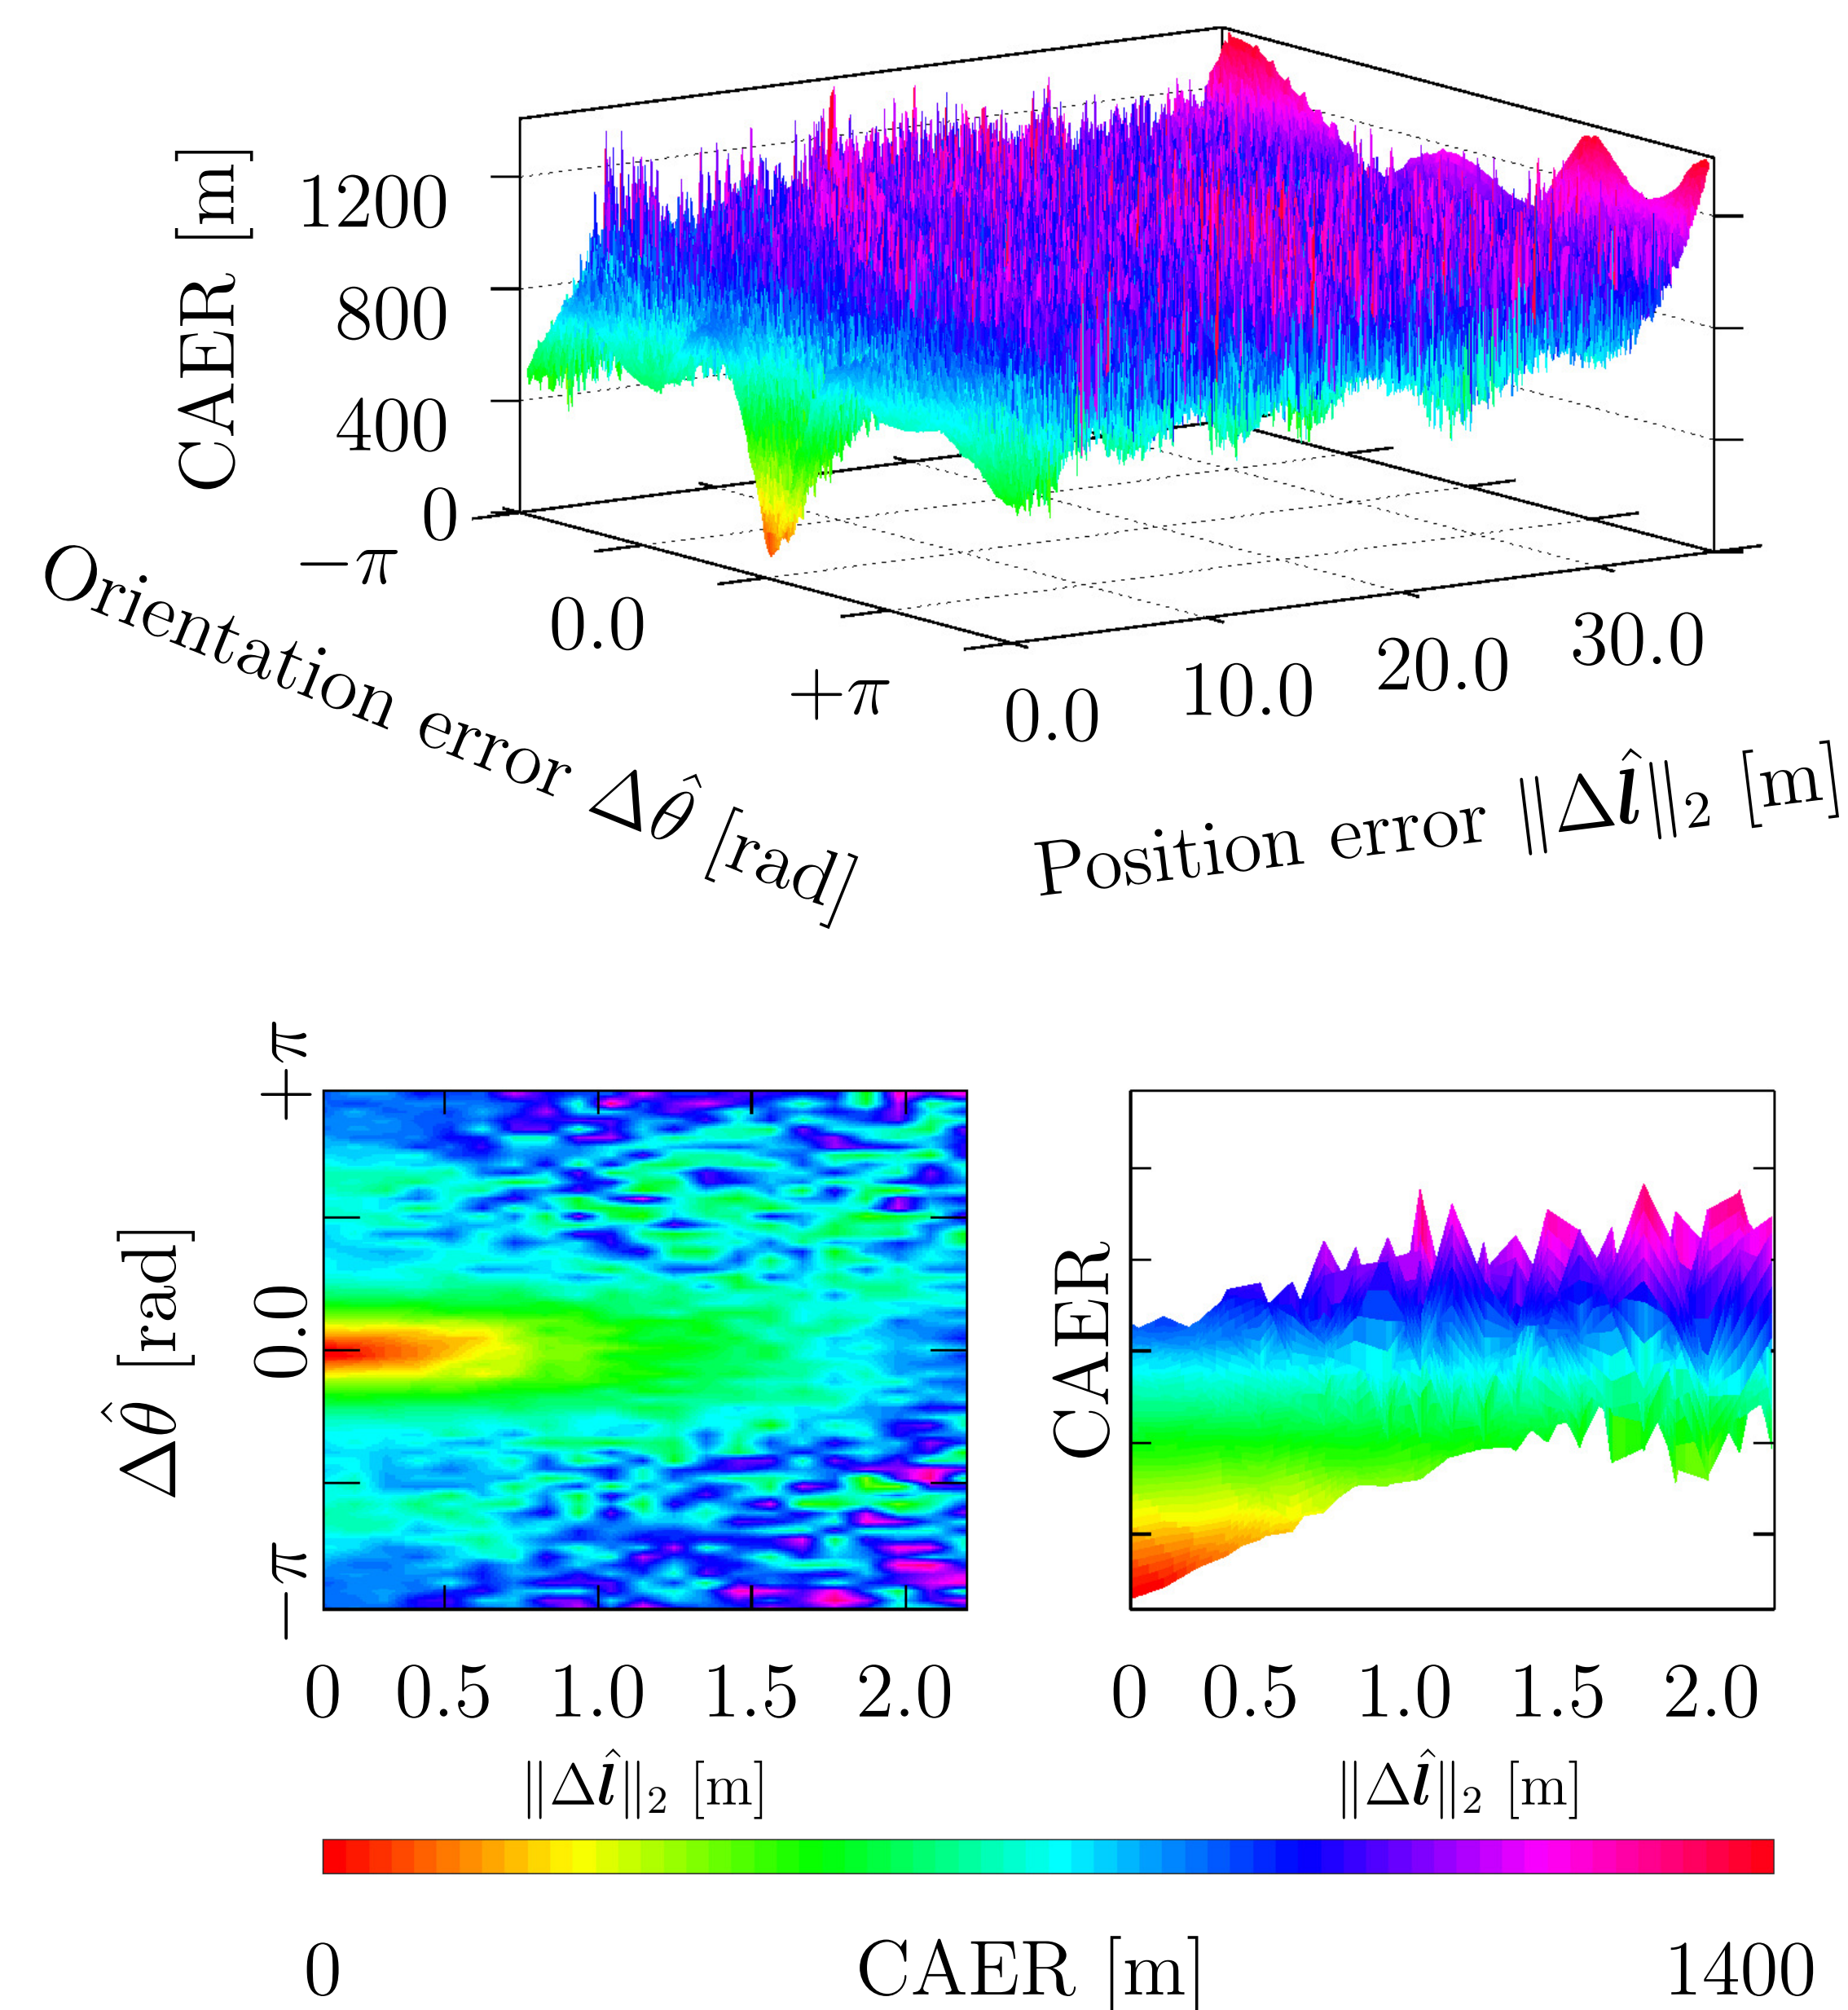 CAER [m]
1200
800
400
0
−π
0.0
+π
Orientation error Δθ̂ [rad]
0.0
10.0
20.0
30.0
Position error ‖Δl̂‖₂ [m]
Δθ̂ [rad]
+π
0.0
−π
0 0.5 1.0 1.5 2.0
‖Δl̂‖₂ [m]
CAER
0 0.5 1.0 1.5 2.0
‖Δl̂‖₂ [m]
0 CAER [m] 1400